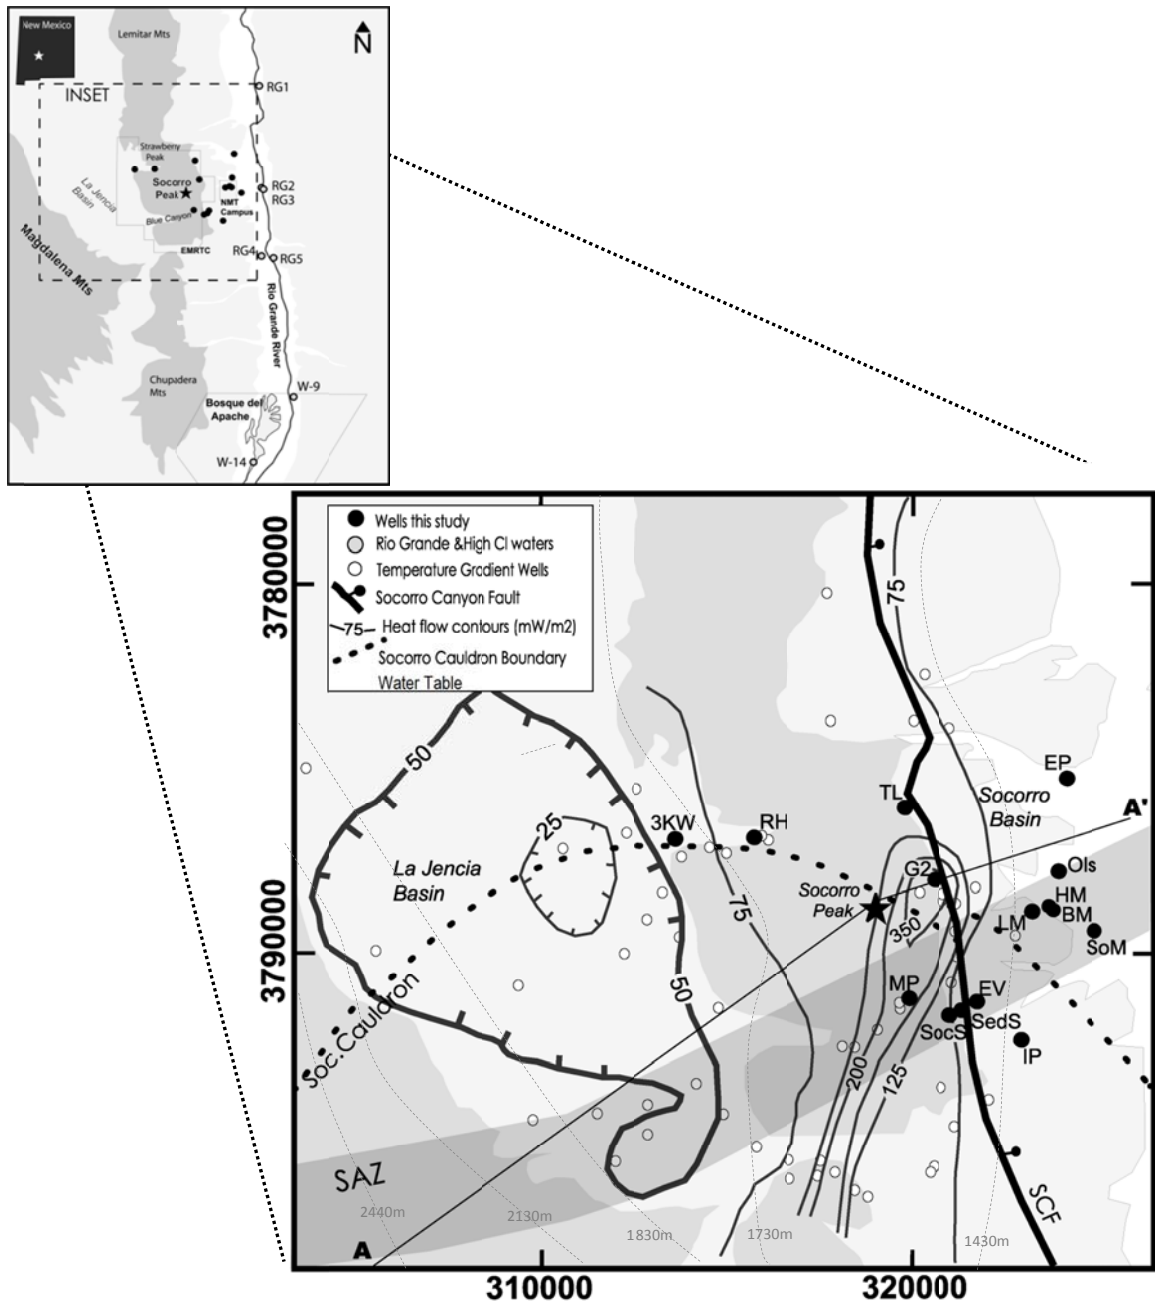 New Mexico
Lemitar Mts
N
INSET
RG1
Strawberry
Peak
La Jencia
Basin
Socorro
Peak
RG2
RG3
NMT
Campus
Blue Canyon
EMRTC
RG4
RG5
Magdalena Mts
Rio Grande River
Chupadera
Mts
W-9
Bosque del
Apache
W-14
Wells this study
Rio Grande &High Cl waters
Temperature Gradient Wells
Socorro Canyon Fault
75
Heat flow contours (mW/m2)
Socorro Cauldron Boundary
Water Table
3780000
3790000
75
50
25
EP
TL
Socorro
Basin
A'
3KW
RH
La Jencia
Basin
G2
Ols
Socorro
Peak
HM
BM
LM
SoM
75
350
50
MP
EV
SocS
SedS
IP
Soc.Cauldron
200
125
SAZ
SCF
2440m
2130m
1830m
1730m
1430m
A
310000
320000